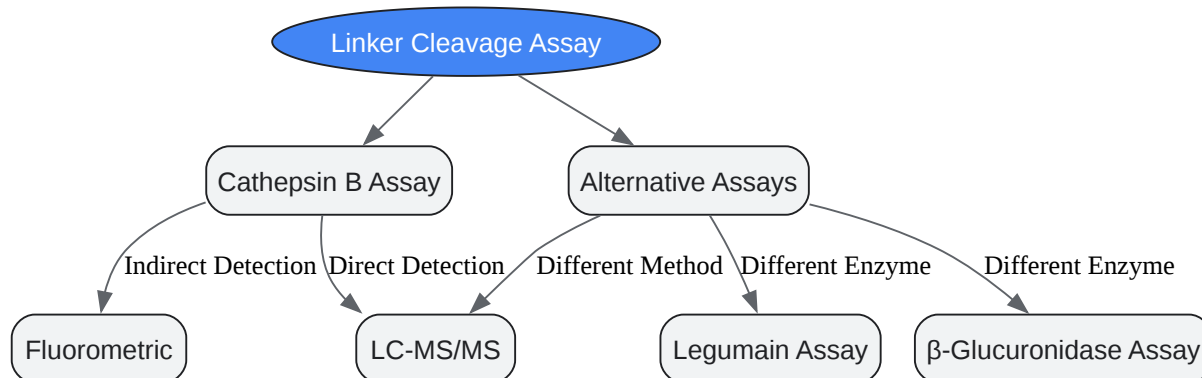 Linker Cleavage Assay
Cathepsin B Assay
Alternative Assays
Indirect Detection
Direct Detection
Different Method
Different Enzyme
Different Enzyme
Fluorometric
LC-MS/MS
Legumain Assay
β-Glucuronidase Assay